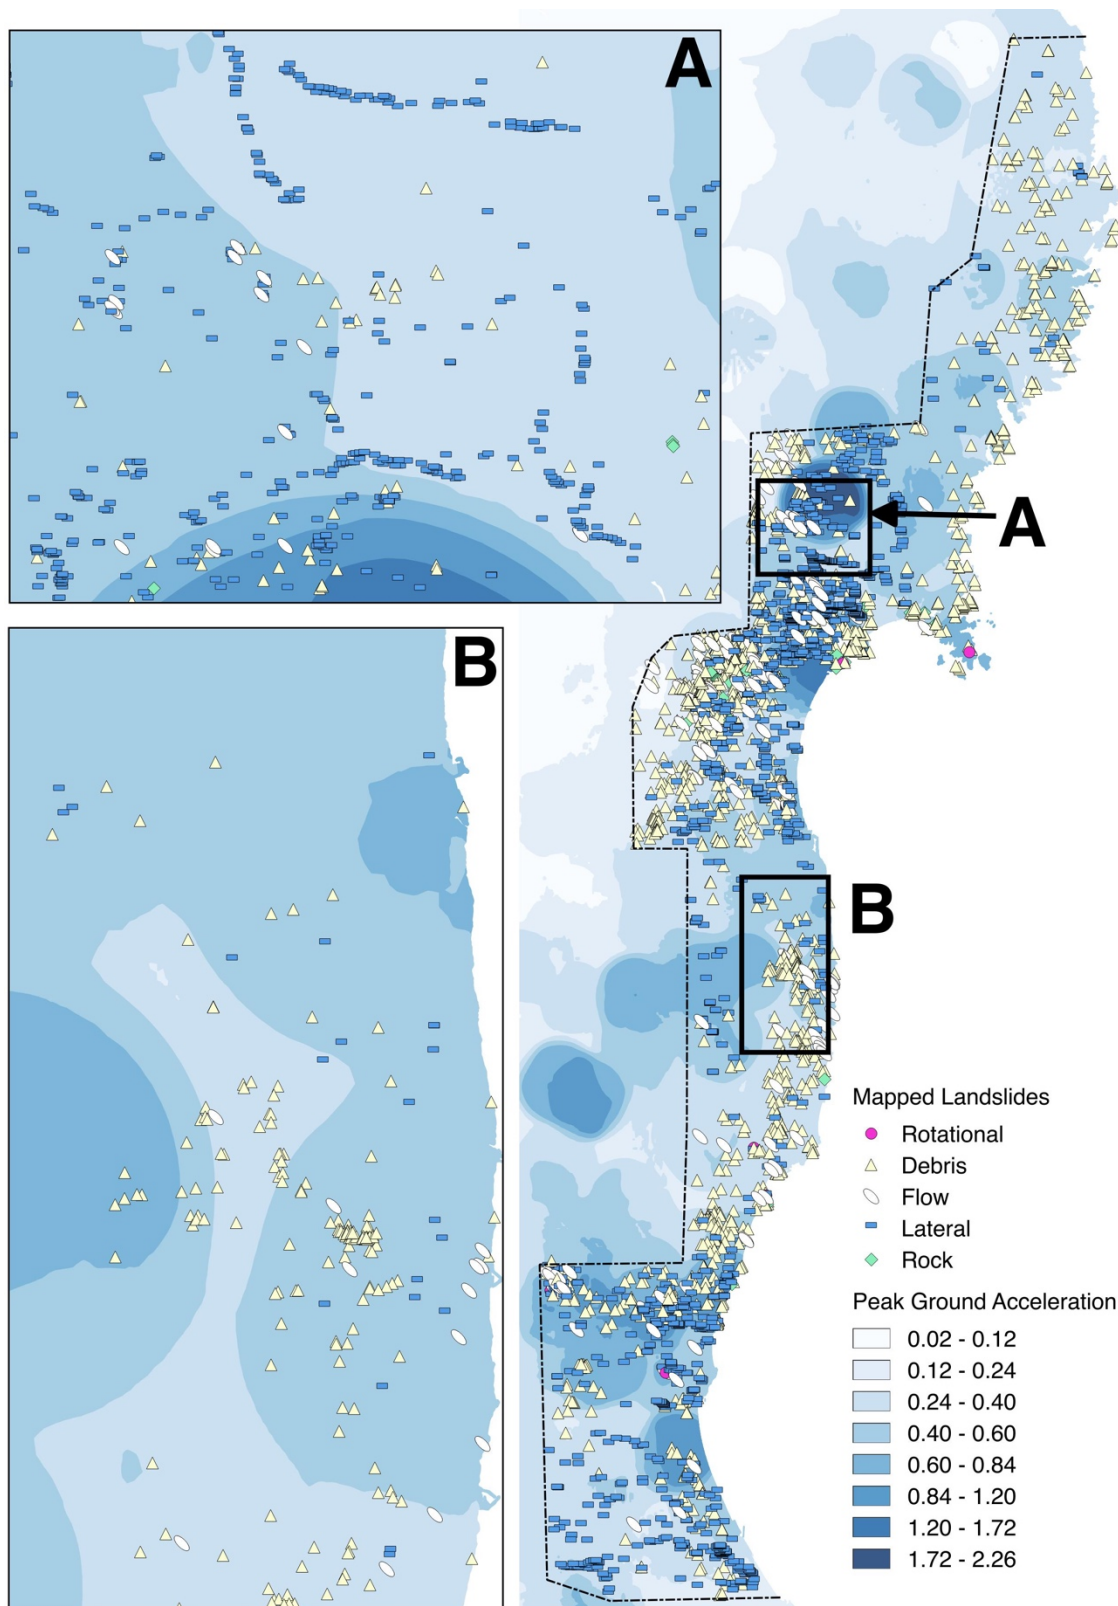 A
A
B
B
Mapped Landslides
Rotational
Debris
Flow
Lateral
Rock
Peak Ground Acceleration
0.02 - 0.12
0.12 - 0.24
0.24 - 0.40
0.40 - 0.60
0.60 - 0.84
0.84 - 1.20
1.20 - 1.72
1.72 - 2.26